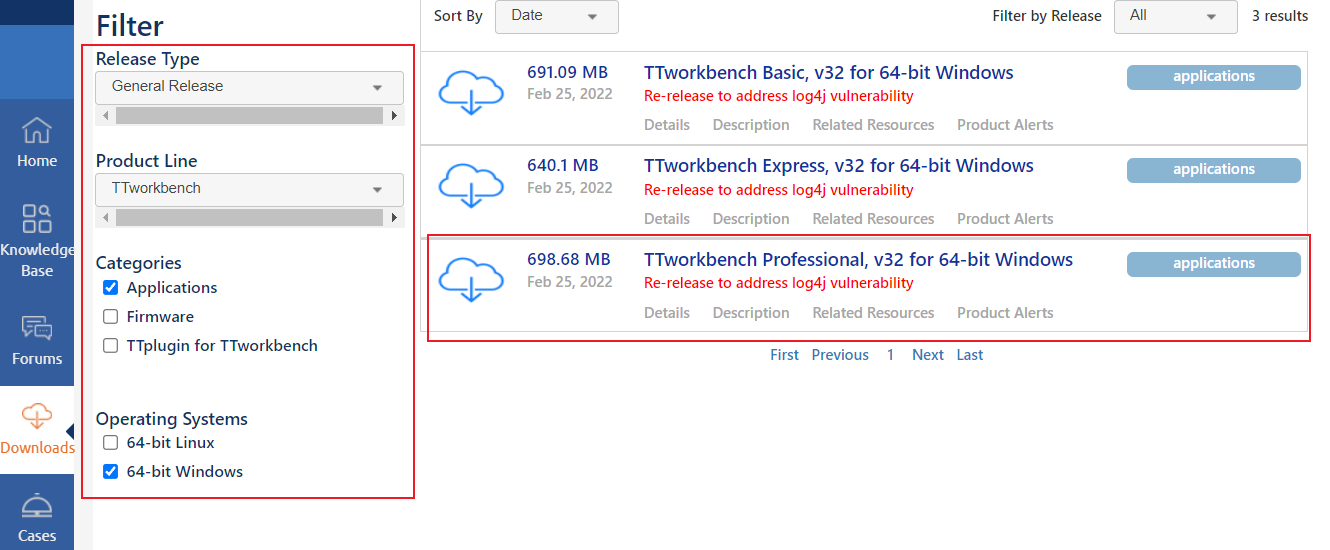 Home
Knowledge
Base
Forums
Downloads
Cases
Filter
Release Type
General Release
Product Line
TTworkbench
Categories
Applications
Firmware
TTplugin for TTworkbench
Operating Systems
64-bit Linux
64-bit Windows
Sort By Date Filter by Release All 3 results
691.09 MB TTworkbench Basic, v32 for 64-bit Windows applications
Feb 25, 2022 Re-release to address log4j vulnerability
Details Description Related Resources Product Alerts
640.1 MB TTworkbench Express, v32 for 64-bit Windows applications
Feb 25, 2022 Re-release to address log4j vulnerability
Details Description Related Resources Product Alerts
698.68 MB TTworkbench Professional, v32 for 64-bit Windows applications
Feb 25, 2022 Re-release to address log4j vulnerability
Details Description Related Resources Product Alerts
First Previous 1 Next Last